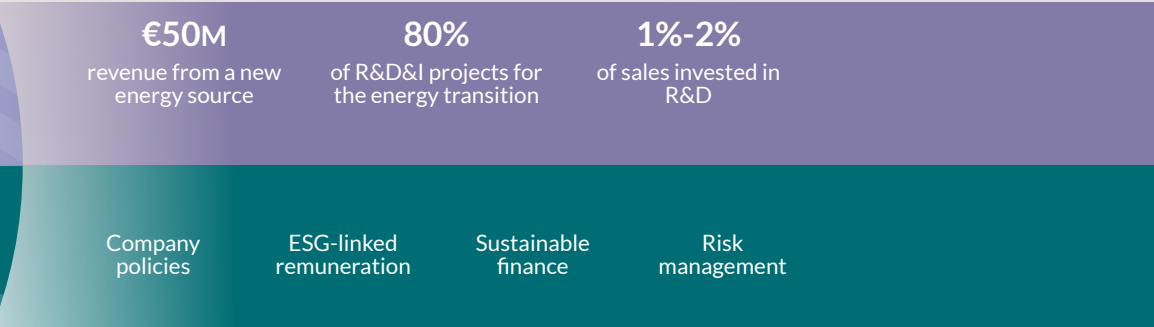 €50M
revenue from a new
energy source
80%
of R&D&I projects for
the energy transition
1%-2%
of sales invested in
R&D
Company
policies
ESG-linked
remuneration
Sustainable
finance
Risk
management